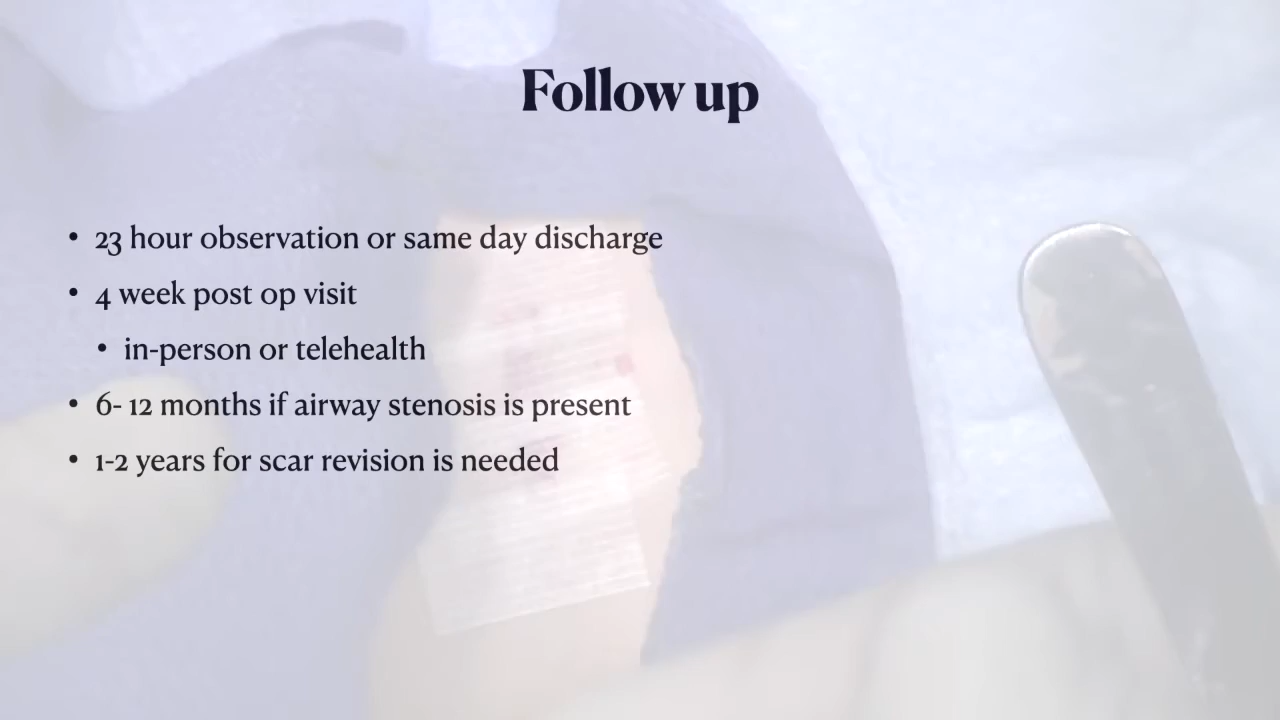 Follow up
• 23 hour observation or same day discharge
• 4 week post op visit
• in-person or telehealth
• 6- 12 months if airway stenosis is present
• 1-2 years for scar revision is needed